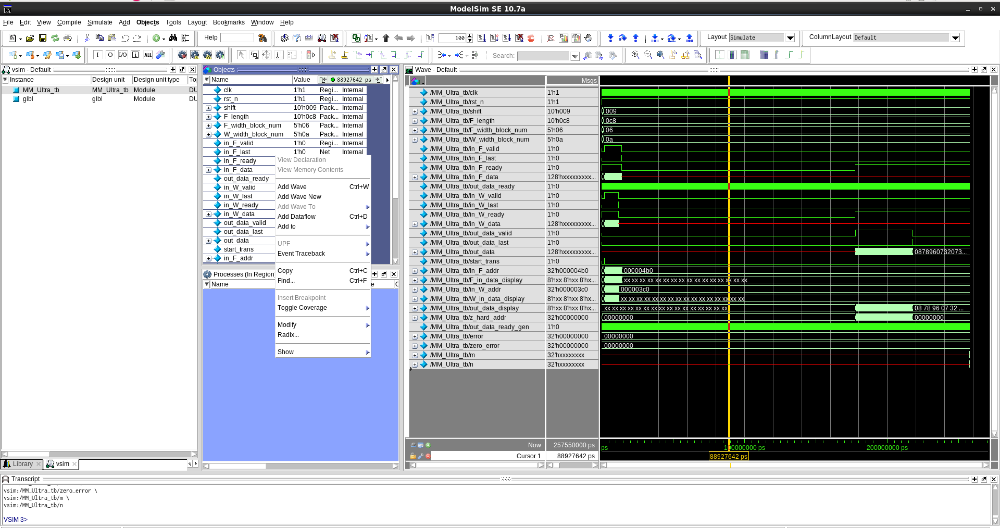 ModelSim SE 10.7a
File Edit View Compile Simulate Add Objects Tools Layout Bookmarks Window Help
Help 100 Layout Simulate ColumnLayout Default
I O I/O I ALL Search:
vsim - Default
Instance Design unit Design unit type
MM_Ultra_tb MM_Ultra_tb Module DU
glbl glbl Module DU
Library vsim
Objects
Name Value 88927642 ps
clk 1'h1 Regi... Internal
rst_n 1'h1 Regi... Internal
shift 10'h009 Pack... Internal
F_length 10'h0c8 Pack... Internal
F_width_block_num 5'h06 Pack... Internal
W_width_block_num 5'h0a Pack... Internal
in_F_valid 1'h0 Regi... Internal
in_F_last 1'h0 Net Internal
in_F_ready
in_F_data
out_data_ready
in_W_valid
in_W_last
in_W_ready
in_W_data
out_data_valid
out_data_last
out_data
start_trans
in_F_addr
View Declaration
View Memory Contents
Add Wave Ctrl+W
Add Wave New
Add Wave To
Add Dataflow Ctrl+D
Add to
UPF
Event Traceback
Copy Ctrl+C
Find... Ctrl+F
Insert Breakpoint
Toggle Coverage
Modify
Radix...
Show
Processes (In Region)
Name
Wave - Default
Msgs
/MM_Ultra_tb/clk 1'h1
/MM_Ultra_tb/rst_n 1'h1
/MM_Ultra_tb/shift 10'h009 009
/MM_Ultra_tb/F_length 10'h0c8 0c8
/MM_Ultra_tb/F_width_block_num 5'h06 06
/MM_Ultra_tb/W_width_block_num 5'h0a 0a
/MM_Ultra_tb/in_F_valid 1'h0
/MM_Ultra_tb/in_F_last 1'h0
/MM_Ultra_tb/in_F_ready 1'h0
/MM_Ultra_tb/in_F_data 128'hxxxxxxxxx...
/MM_Ultra_tb/out_data_ready 1'h0
/MM_Ultra_tb/in_W_valid 1'h0
/MM_Ultra_tb/in_W_last 1'h0
/MM_Ultra_tb/in_W_ready 1'h0
/MM_Ultra_tb/in_W_data 128'hxxxxxxxxx...
/MM_Ultra_tb/out_data_valid 1'h0
/MM_Ultra_tb/out_data_last 1'h0
/MM_Ultra_tb/out_data 128'hxxxxxxxxx... 0878960732073...
/MM_Ultra_tb/start_trans 1'h0
/MM_Ultra_tb/in_F_addr 32'h000004b0 000004b0
/MM_Ultra_tb/F_in_data_display 8'hxx 8'hxx 8'hx... xx xx xx xx xx xx xx xx xx xx xx xx xx xx xx xx
/MM_Ultra_tb/in_W_addr 32'h000003c0 000003c0
/MM_Ultra_tb/W_in_data_display 8'hxx 8'hxx 8'hx... xx xx xx xx xx xx xx xx xx xx xx xx xx xx xx xx
/MM_Ultra_tb/out_data_display 8'hxx 8'hxx 8'hx... xx xx xx xx xx xx xx xx xx xx xx xx xx xx xx xx 08 78 96 07 32 ...
/MM_Ultra_tb/z_hard_addr 32'h00000000 00000000 00000000
/MM_Ultra_tb/out_data_ready_gen 1'h0
/MM_Ultra_tb/error 32'h00000000 00000000
/MM_Ultra_tb/zero_error 32'h00000000 00000000
/MM_Ultra_tb/m 32'hxxxxxxxx
/MM_Ultra_tb/n 32'hxxxxxxxx
Now 257550000 ps ps 100000000 ps 200000000 ps
Cursor 1 88927642 ps 88927642 ps
Transcript
vsim:/MM_Ultra_tb/zero_error \
vsim:/MM_Ultra_tb/m \
vsim:/MM_Ultra_tb/n
VSIM 3>